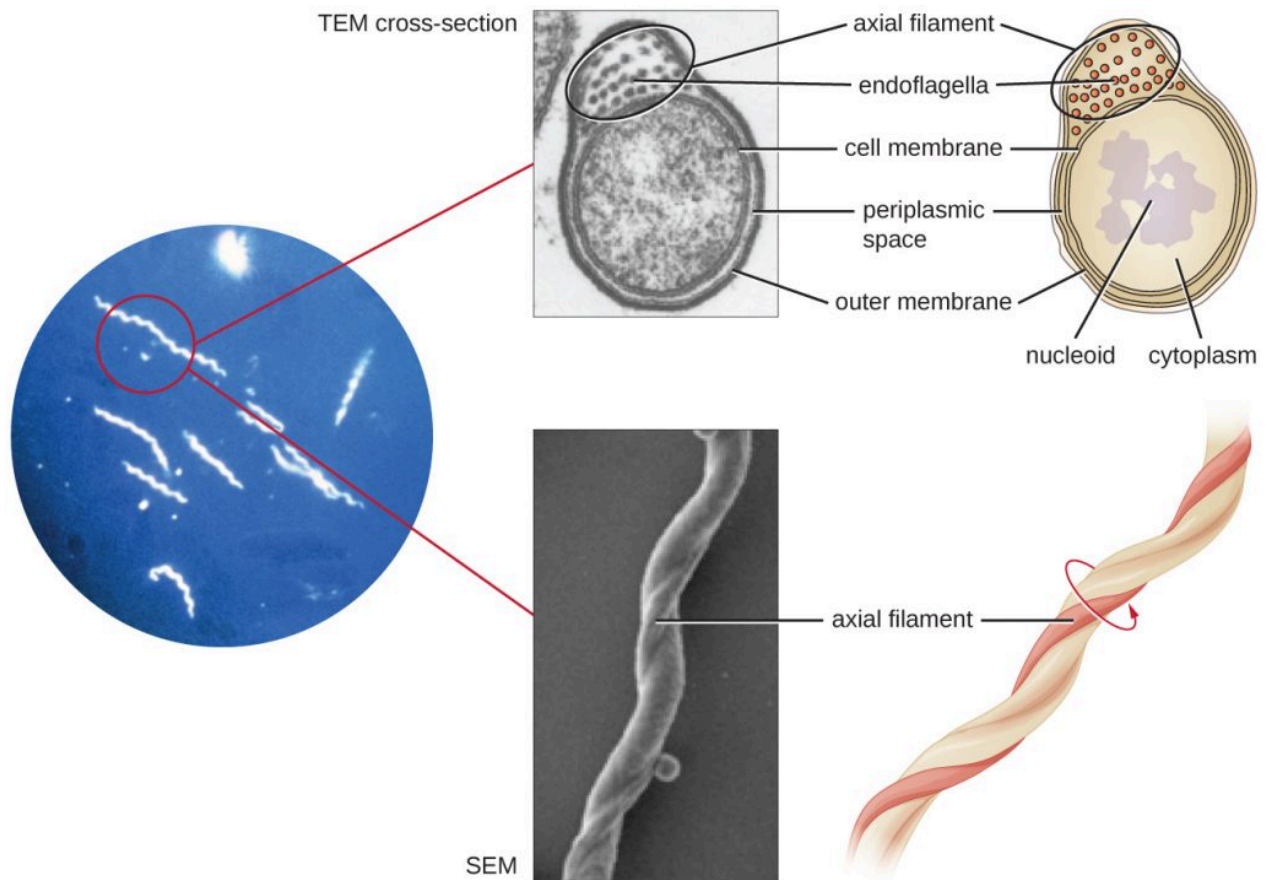 TEM cross-section
axial filament
endoflagella
cell membrane
periplasmic
space
outer membrane
nucleoid
cytoplasm
axial filament
SEM